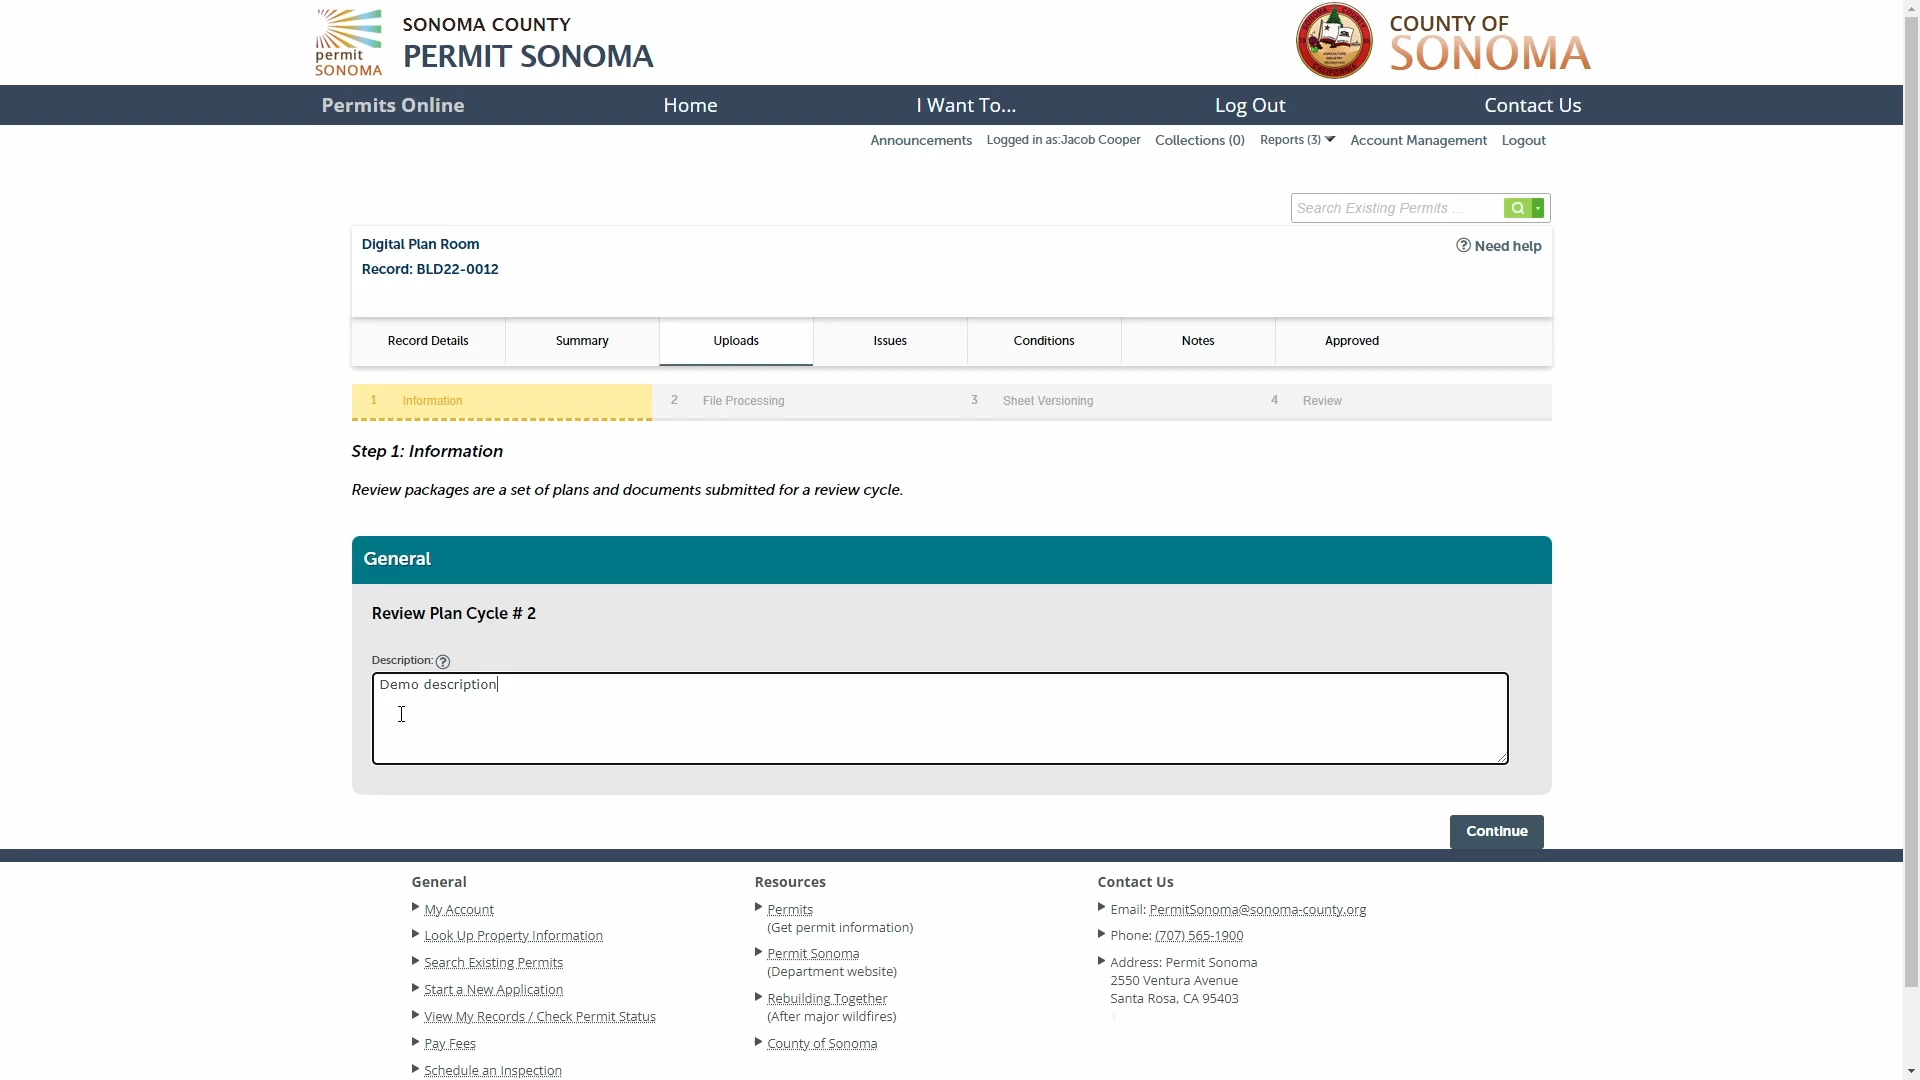 permit
SONOMA
SONOMA COUNTY
PERMIT SONOMA
COUNTY OF
SONOMA
Permits Online
Home
I Want To...
Log Out
Contact Us
Announcements
Logged in as:Jacob Cooper
Collections (0)
Reports (3)
Account Management
Logout
Search Existing Permits ...
Digital Plan Room
Record: BLD22-0012
Need help
Record Details
Summary
Uploads
Issues
Conditions
Notes
Approved
1 Information
2 File Processing
3 Sheet Versioning
4 Review
Step 1: Information
Review packages are a set of plans and documents submitted for a review cycle.
General
Review Plan Cycle # 2
Description:
Demo description
Continue
General
My Account
Look Up Property Information
Search Existing Permits
Start a New Application
View My Records / Check Permit Status
Pay Fees
Schedule an Inspection
Resources
Permits
(Get permit information)
Permit Sonoma
(Department website)
Rebuilding Together
(After major wildfires)
County of Sonoma
Contact Us
Email: PermitSonoma@sonoma-county.org
Phone: (707) 565-1900
Address: Permit Sonoma
2550 Ventura Avenue
Santa Rosa, CA 95403